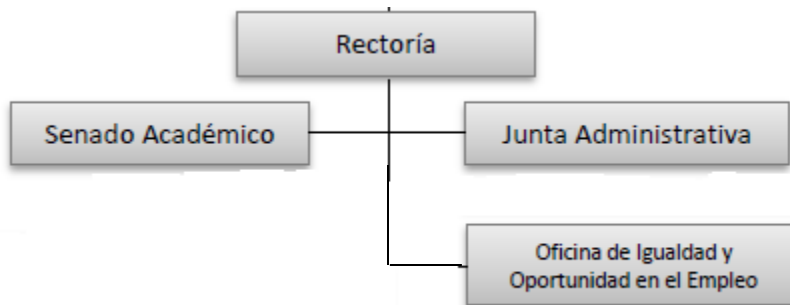 Rectoría
Senado Académico
Junta Administrativa
Oficina de Igualdad y
Oportunidad en el Empleo